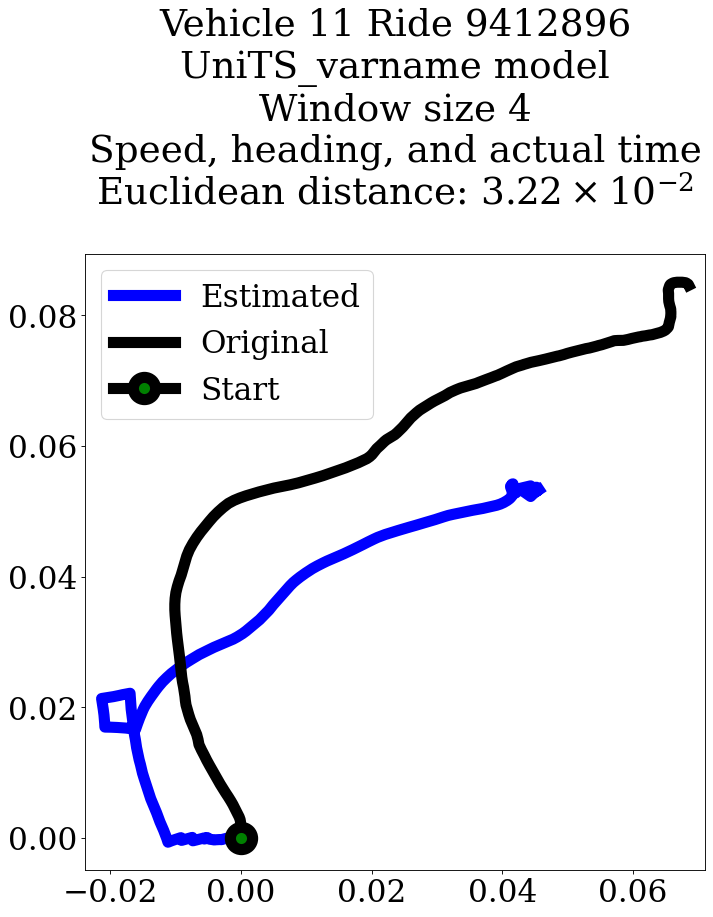 Vehicle 11 Ride 9412896
UniTS_varname model
Window size 4
Speed, heading, and actual time
Euclidean distance: 3.22 × 10⁻²
Estimated
Original
Start
0.08
0.06
0.04
0.02
0.00
−0.02 0.00 0.02 0.04 0.06